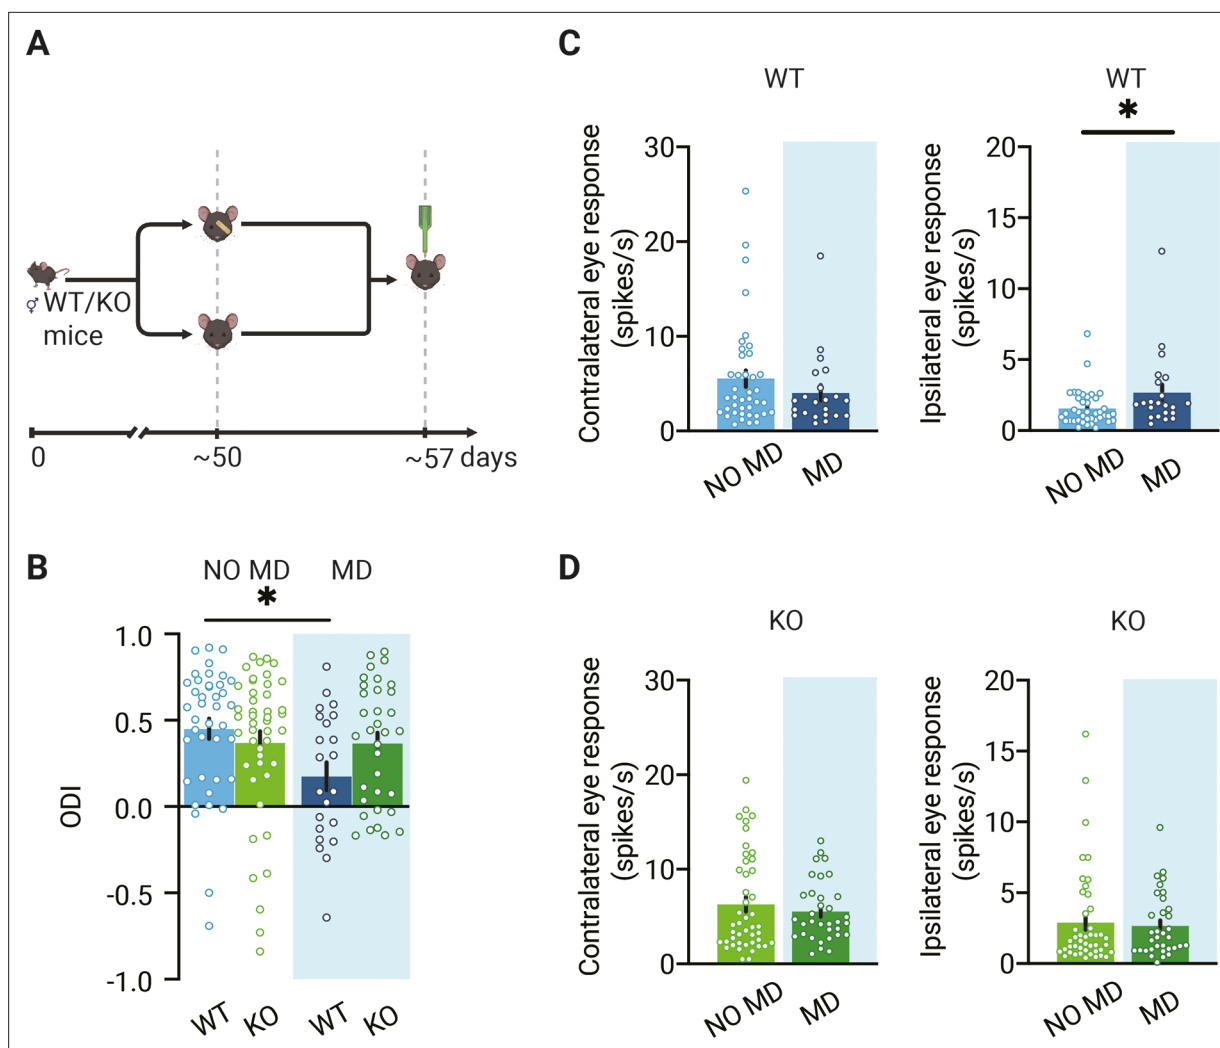 A
⚥ WT/KO
mice
0
~50
~57 days
B
NO MD
MD
*
ODI
1.0
0.5
0.0
-0.5
-1.0
WT
KO
WT
KO
C
WT
Contralateral eye response
(spikes/s)
30
20
10
0
NO MD
MD
WT
*
Ipsilateral eye response
(spikes/s)
20
15
10
5
0
NO MD
MD
D
KO
Contralateral eye response
(spikes/s)
30
20
10
0
NO MD
MD
KO
Ipsilateral eye response
(spikes/s)
20
15
10
5
0
NO MD
MD